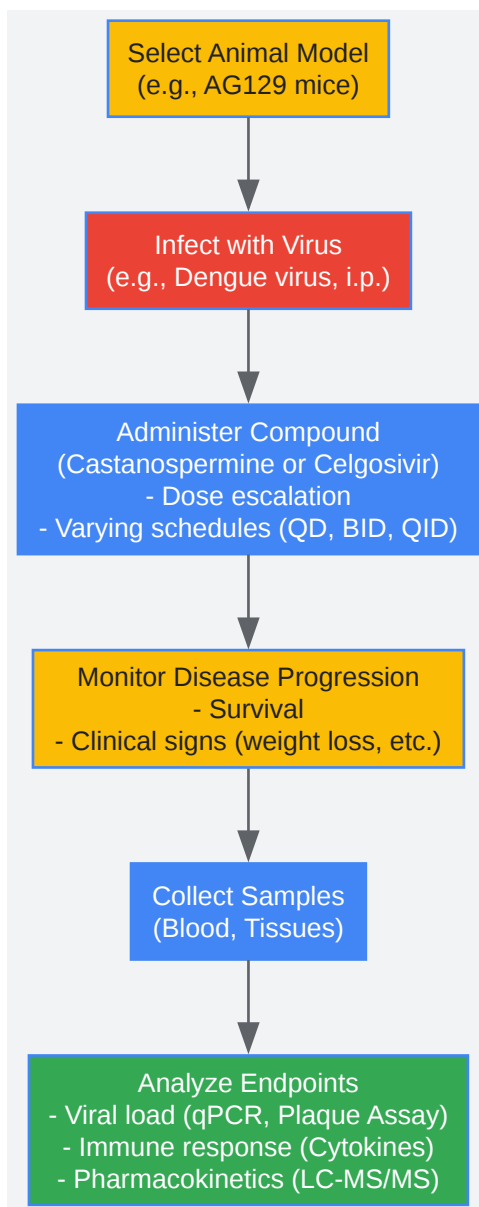 Select Animal Model
(e.g., AG129 mice)
Infect with Virus
(e.g., Dengue virus, i.p.)
Administer Compound
(Castanospermine or Celgosivir)
- Dose escalation
- Varying schedules (QD, BID, QID)
Monitor Disease Progression
- Survival
- Clinical signs (weight loss, etc.)
Collect Samples
(Blood, Tissues)
Analyze Endpoints
- Viral load (qPCR, Plaque Assay)
- Immune response (Cytokines)
- Pharmacokinetics (LC-MS/MS)